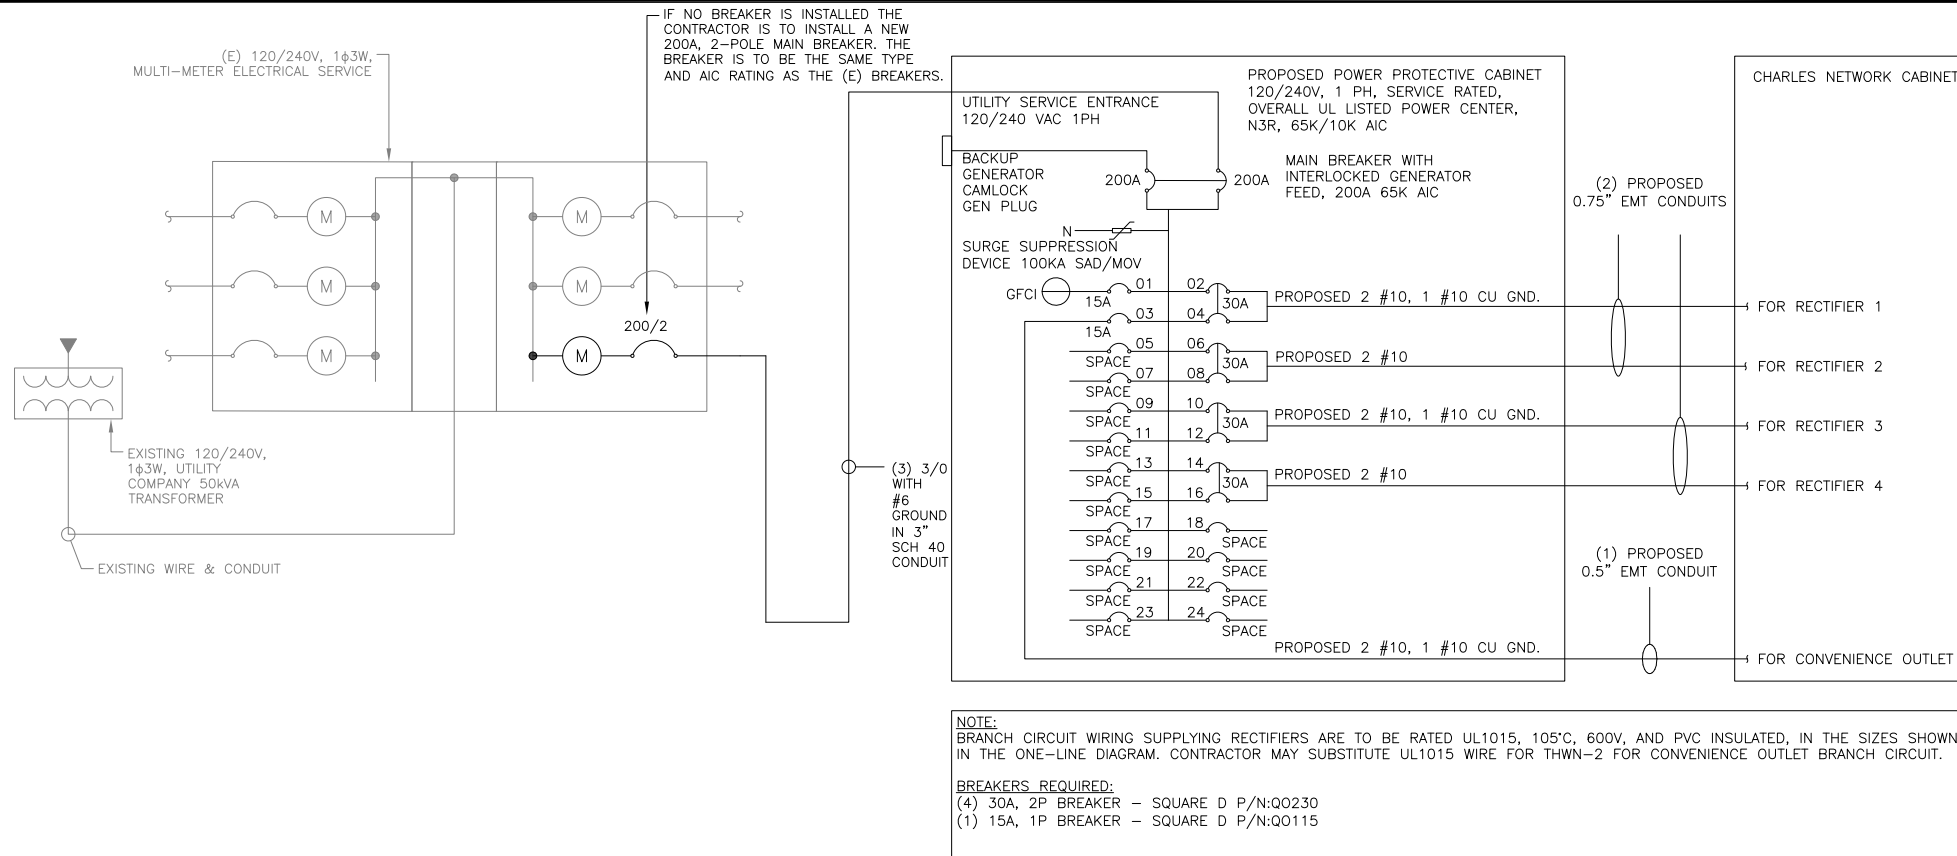 IF NO BREAKER IS INSTALLED THE
CONTRACTOR IS TO INSTALL A NEW
200A, 2-POLE MAIN BREAKER. THE
BREAKER IS TO BE THE SAME TYPE
AND AIC RATING AS THE (E) BREAKERS.
(E) 120/240V, 1ϕ3W,
MULTI-METER ELECTRICAL SERVICE
M
M
M
M
M
M
200/2
EXISTING 120/240V,
1ϕ3W, UTILITY
COMPANY 50kVA
TRANSFORMER
EXISTING WIRE & CONDUIT
(3) 3/0
WITH
#6
GROUND
IN 3"
SCH 40
CONDUIT
UTILITY SERVICE ENTRANCE
120/240 VAC 1PH
PROPOSED POWER PROTECTIVE CABINET
120/240V, 1 PH, SERVICE RATED,
OVERALL UL LISTED POWER CENTER,
N3R, 65K/10K AIC
BACKUP
GENERATOR
CAMLOCK
GEN PLUG
200A
200A
MAIN BREAKER WITH
INTERLOCKED GENERATOR
FEED, 200A 65K AIC
N
SURGE SUPPRESSION
DEVICE 100KA SAD/MOV
GFCI
15A
01
02
30A
PROPOSED 2 #10, 1 #10 CU GND.
15A
03
04
SPACE
05
06
30A
PROPOSED 2 #10
SPACE
07
08
SPACE
09
10
30A
PROPOSED 2 #10, 1 #10 CU GND.
SPACE
11
12
SPACE
13
14
30A
PROPOSED 2 #10
SPACE
15
16
SPACE
17
18
SPACE
SPACE
19
20
SPACE
SPACE
21
22
SPACE
SPACE
23
24
SPACE
PROPOSED 2 #10, 1 #10 CU GND.
(2) PROPOSED
0.75" EMT CONDUITS
(1) PROPOSED
0.5" EMT CONDUIT
CHARLES NETWORK CABINET
FOR RECTIFIER 1
FOR RECTIFIER 2
FOR RECTIFIER 3
FOR RECTIFIER 4
FOR CONVENIENCE OUTLET
NOTE:
BRANCH CIRCUIT WIRING SUPPLYING RECTIFIERS ARE TO BE RATED UL1015, 105°C, 600V, AND PVC INSULATED, IN THE SIZES SHOWN
IN THE ONE-LINE DIAGRAM. CONTRACTOR MAY SUBSTITUTE UL1015 WIRE FOR THWN-2 FOR CONVENIENCE OUTLET BRANCH CIRCUIT.
BREAKERS REQUIRED:
(4) 30A, 2P BREAKER - SQUARE D P/N:QO230
(1) 15A, 1P BREAKER - SQUARE D P/N:QO115